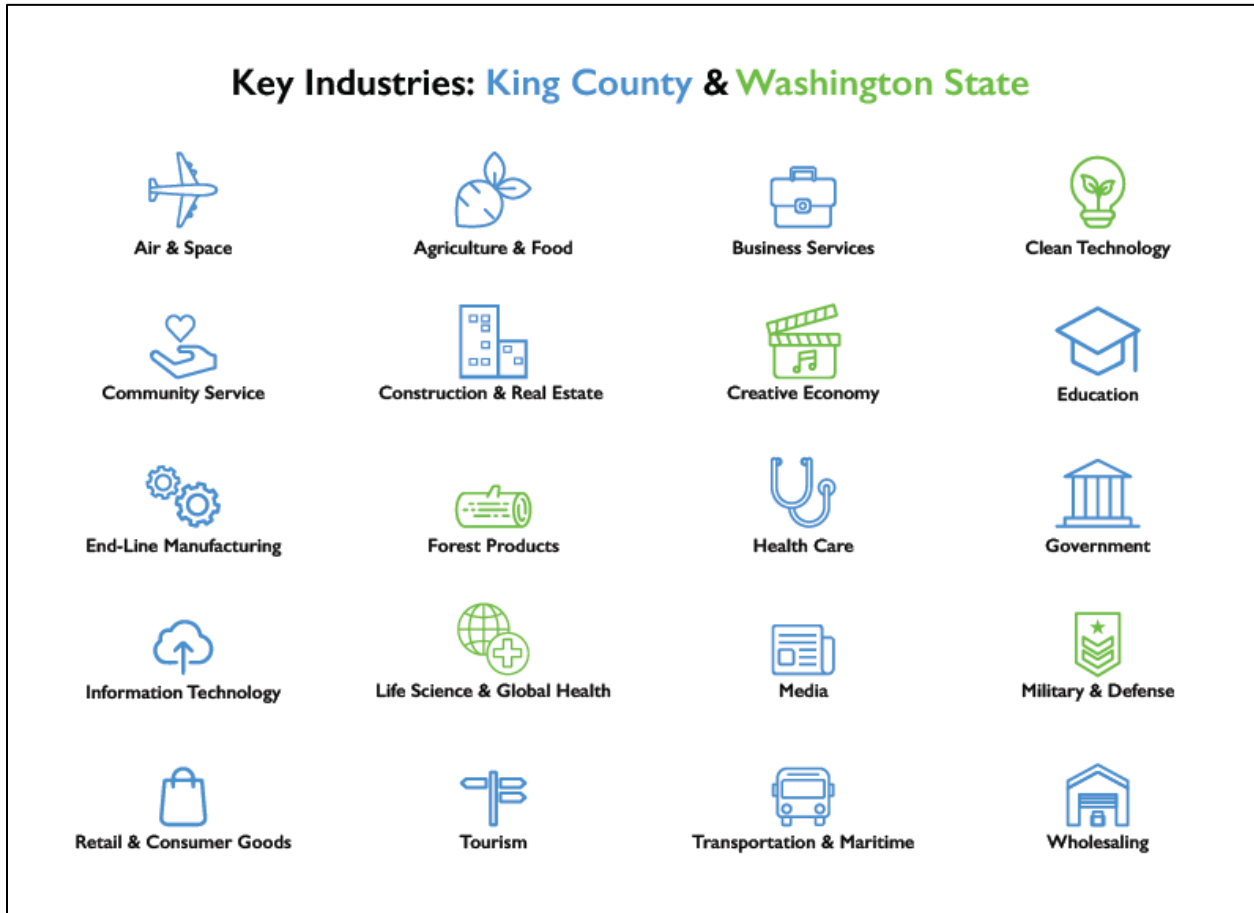 Key Industries: King County & Washington State
Air & Space
Agriculture & Food
Business Services
Clean Technology
Community Service
Construction & Real Estate
Creative Economy
Education
End-Line Manufacturing
Forest Products
Health Care
Government
Information Technology
Life Science & Global Health
Media
Military & Defense
Retail & Consumer Goods
Tourism
Transportation & Maritime
Wholesaling